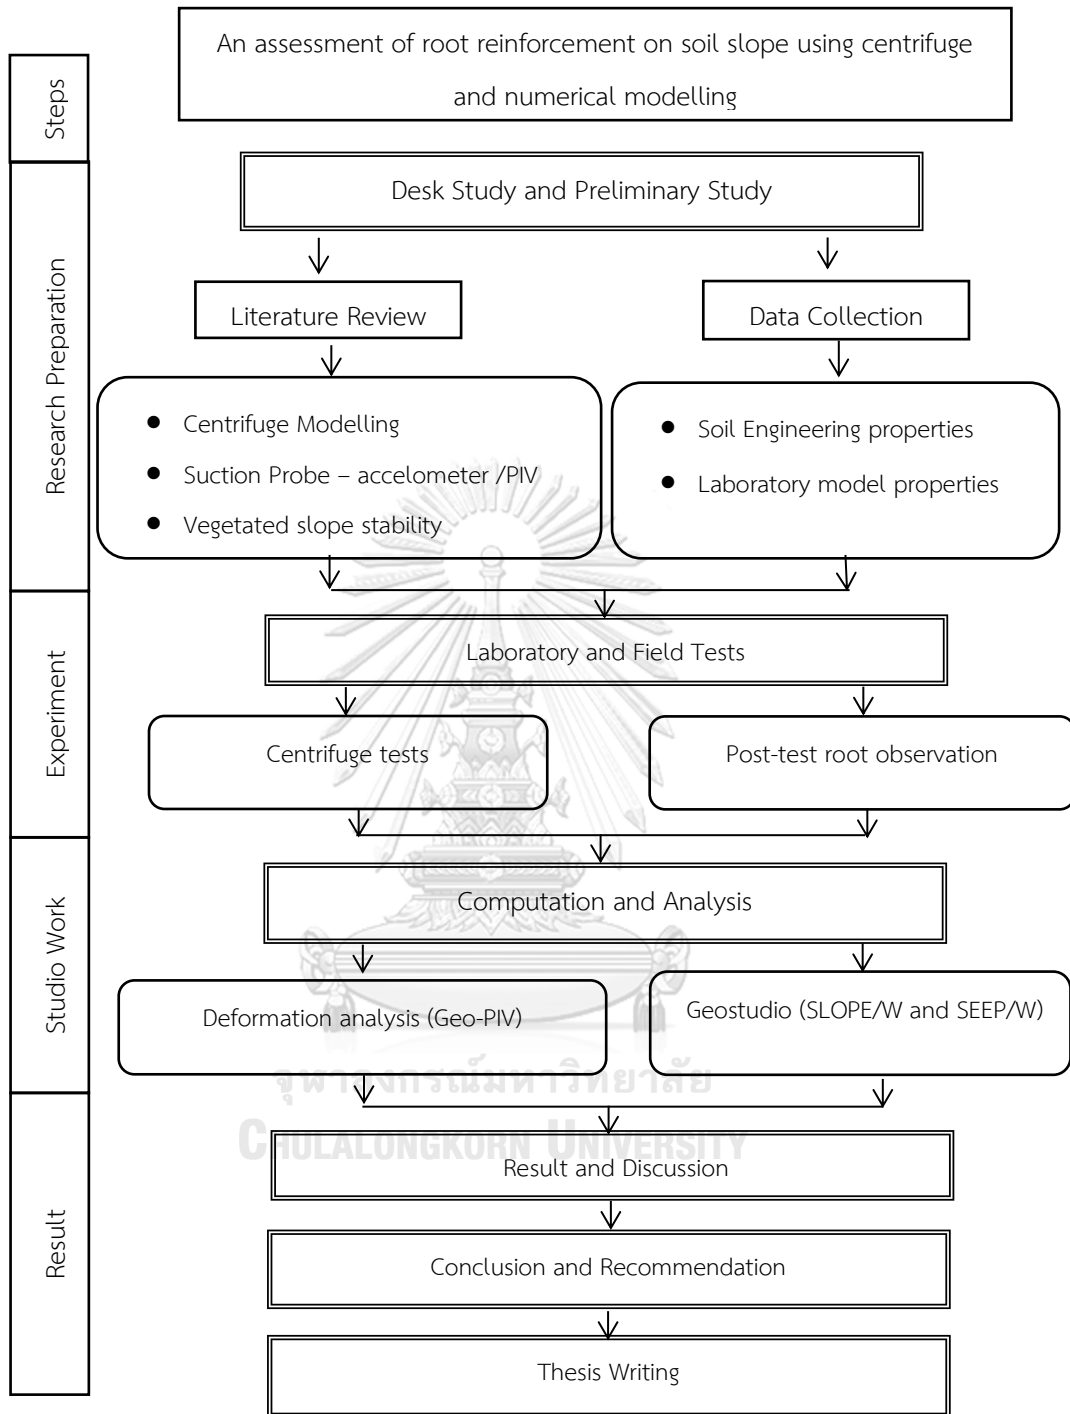 An assessment of root reinforcement on soil slope using centrifuge
and numerical modelling
Steps
Research Preparation
Desk Study and Preliminary Study
Literature Review
Data Collection
● Centrifuge Modelling
● Suction Probe – accelometer /PIV
● Vegetated slope stability
● Soil Engineering properties
● Laboratory model properties
Experiment
Laboratory and Field Tests
Centrifuge tests
Post-test root observation
Studio Work
Computation and Analysis
Deformation analysis (Geo-PIV)
Geostudio (SLOPE/W and SEEP/W)
จุฬาลงกรณ์มหาวิทยาลัย
CHULALONGKORN UNIVERSITY
Result
Result and Discussion
Conclusion and Recommendation
Thesis Writing